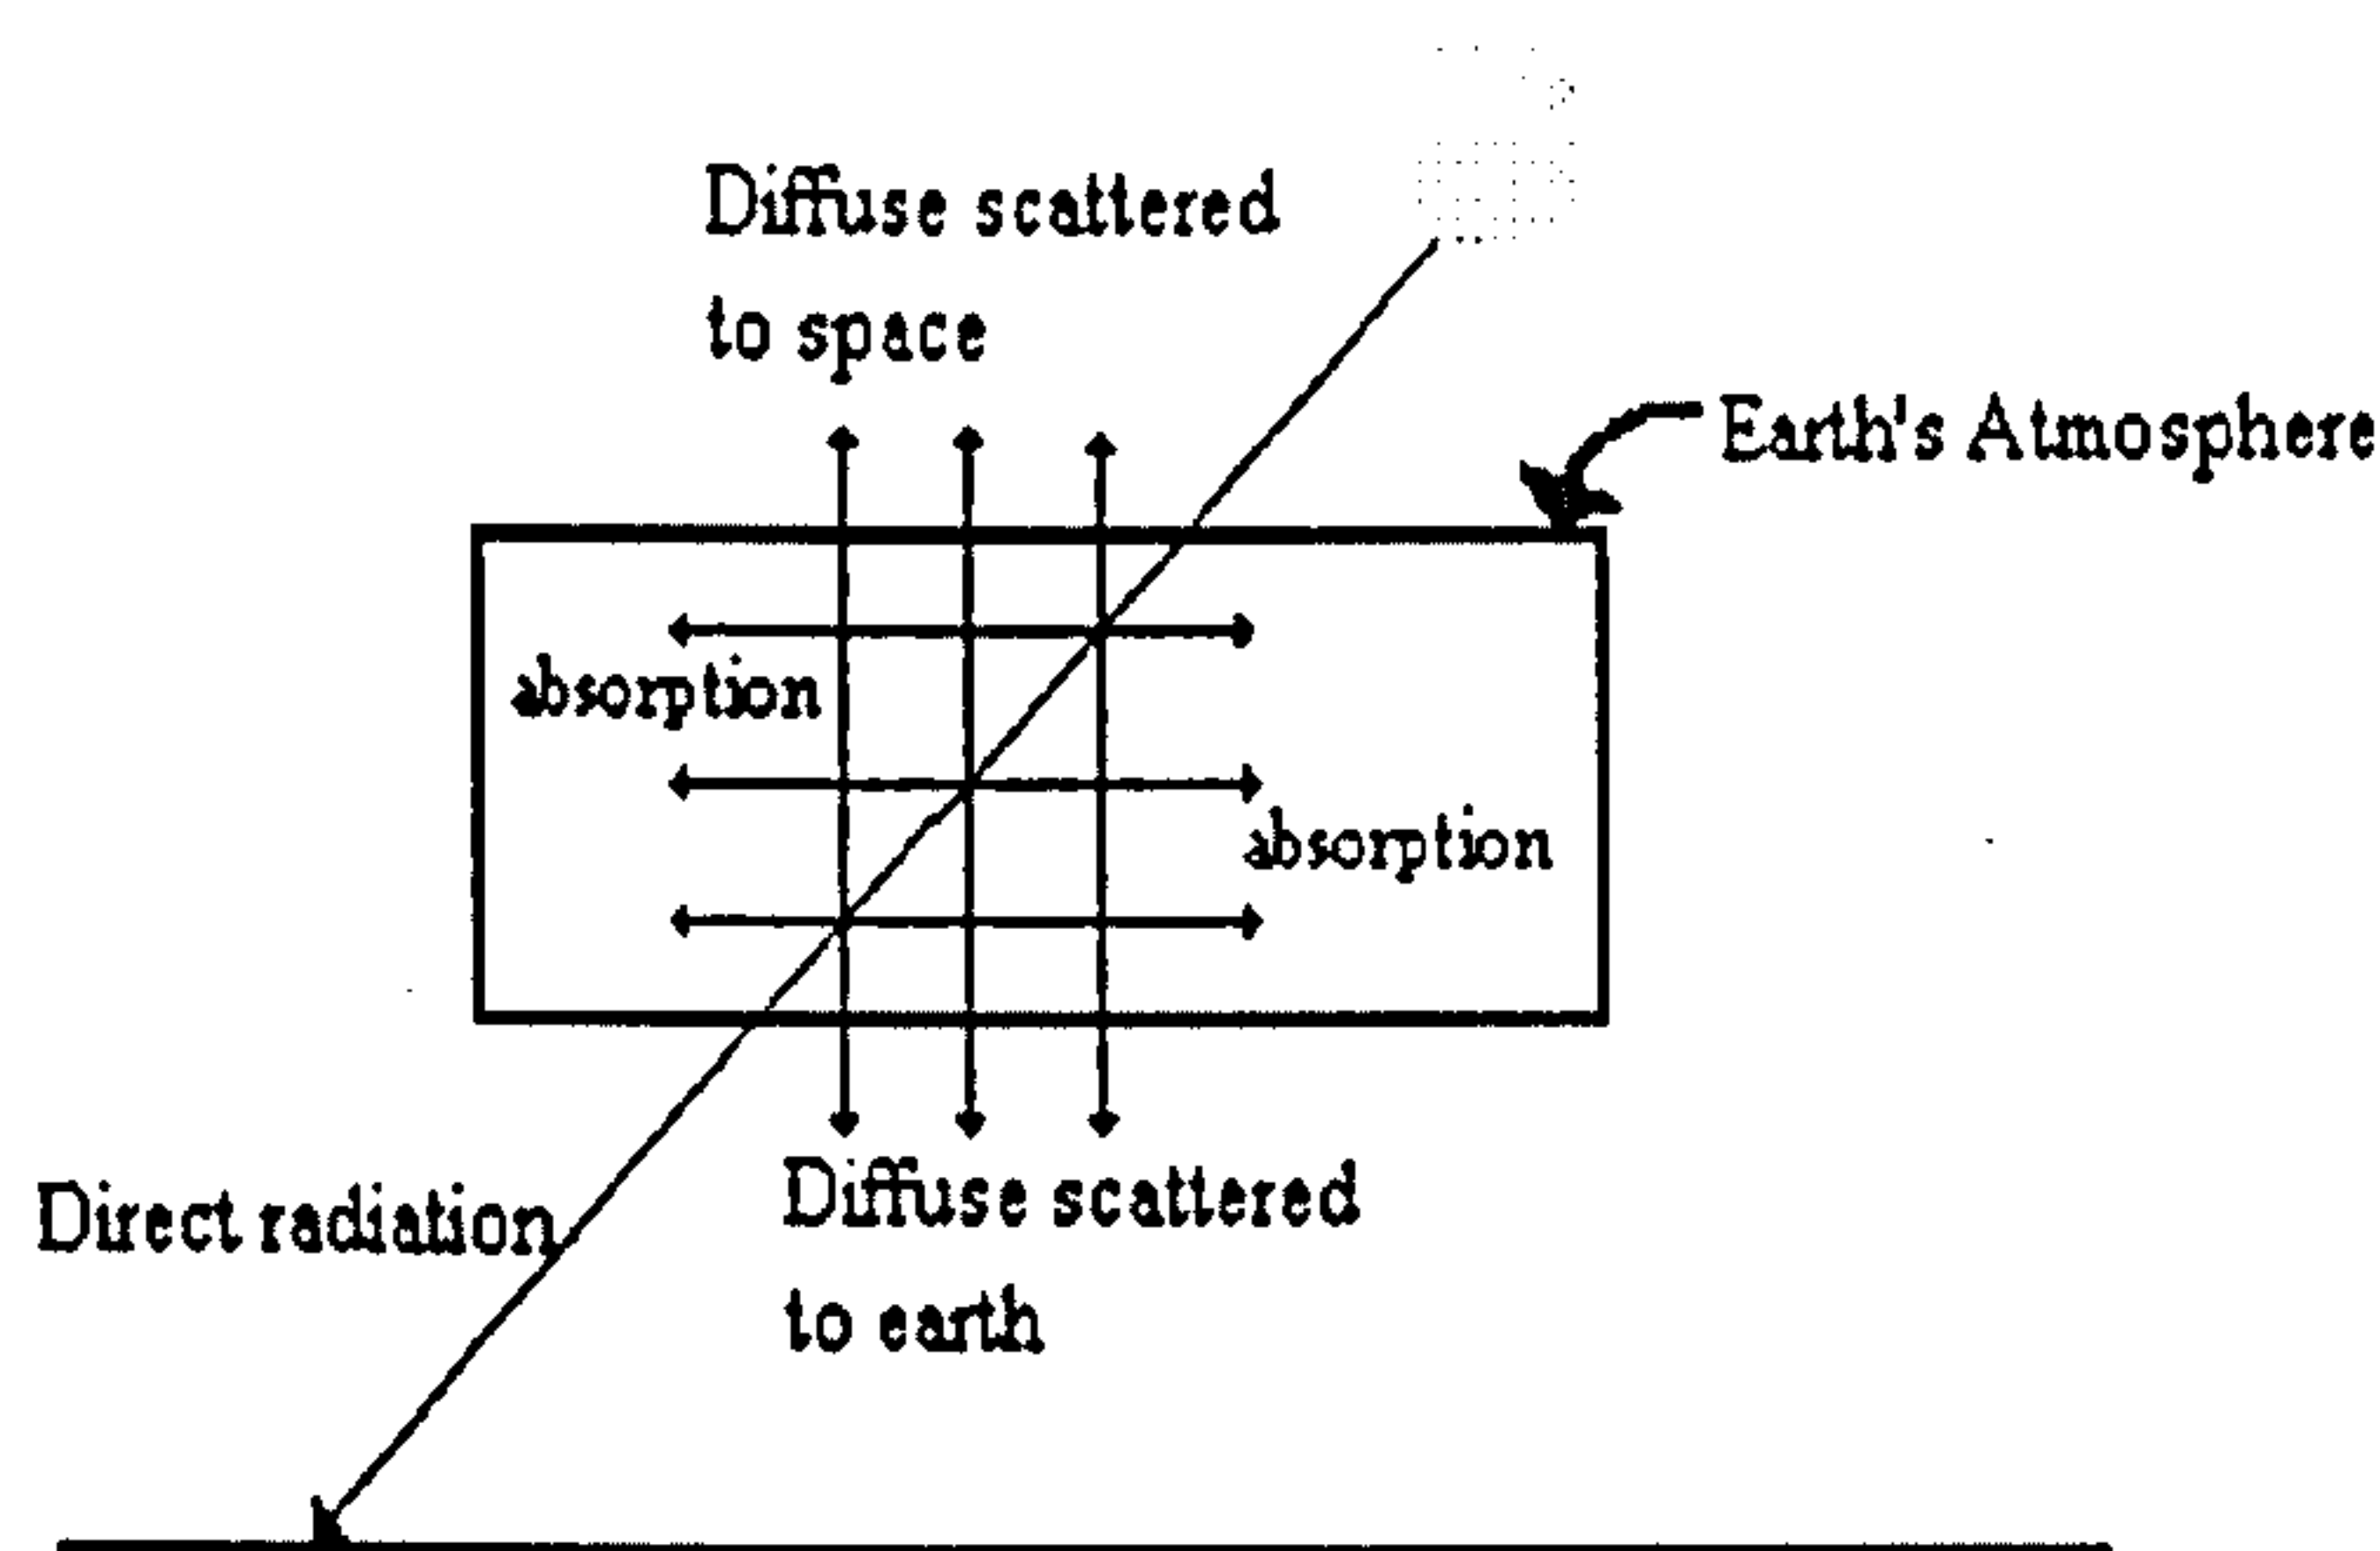 Diffuse scattered
to space
Earth's Atmosphere
absorption
absorption
Direct radiation
Diffuse scattered
to earth